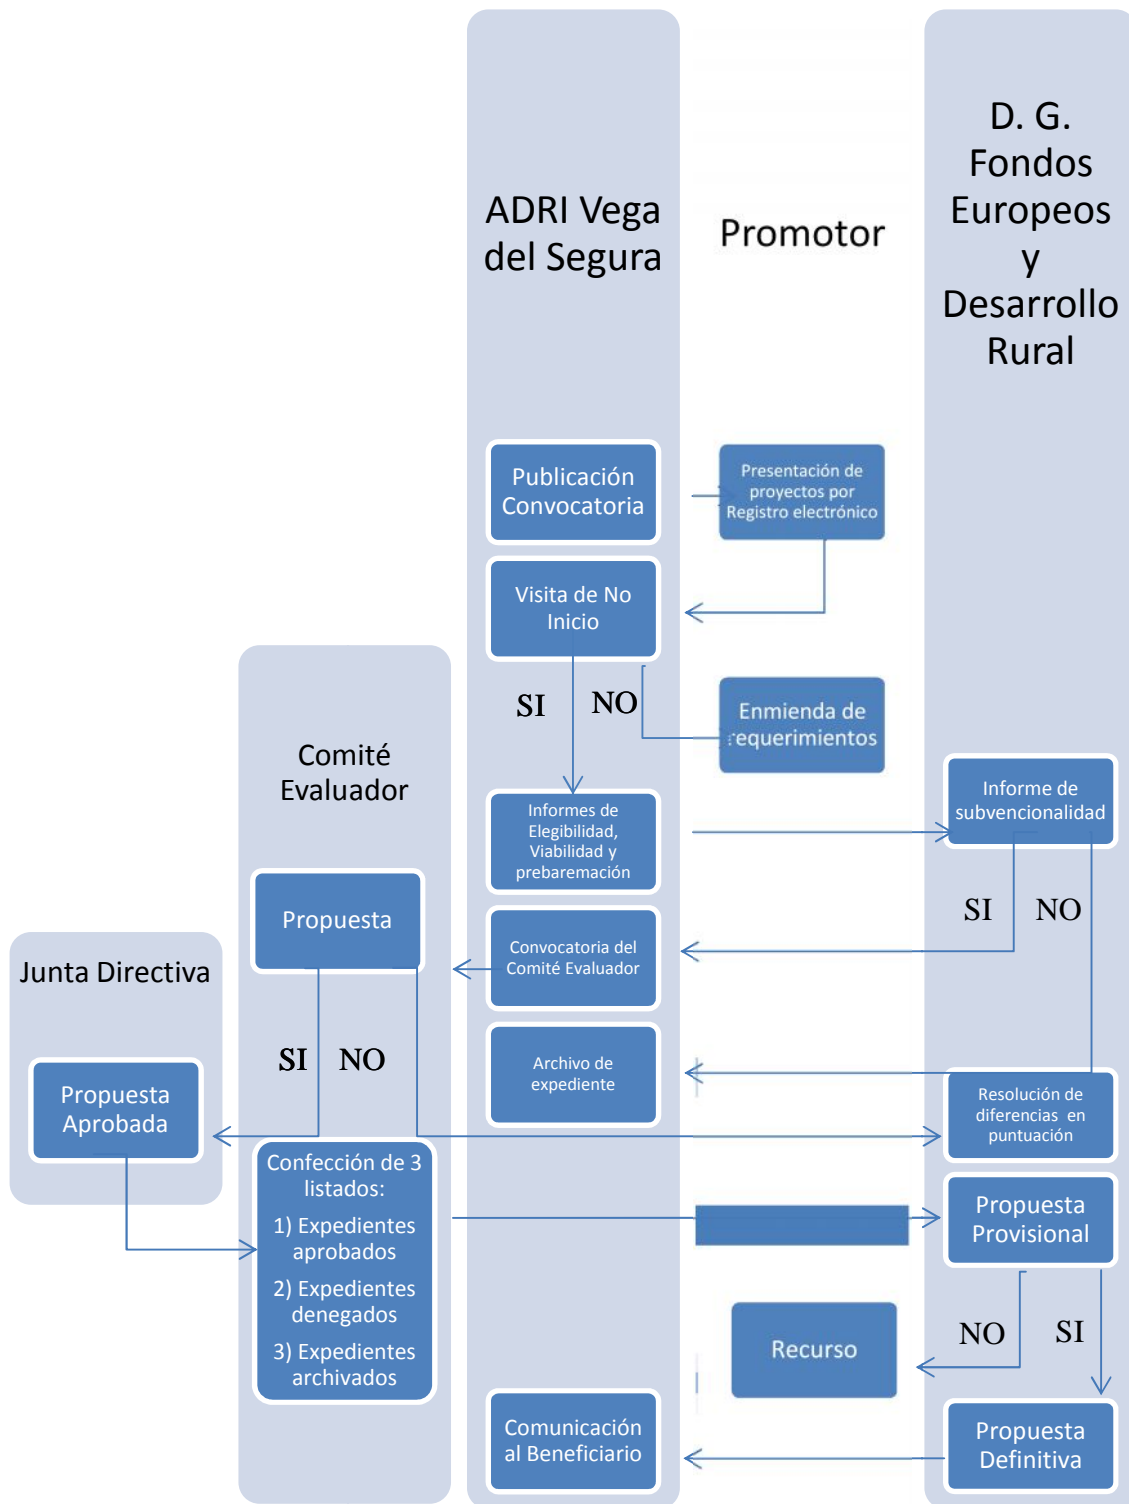 ADRI Vega
del Segura
Promotor
D. G.
Fondos
Europeos
y
Desarrollo
Rural
Publicación
Convocatoria
Presentación de
proyectos por
Registro electrónico
Visita de No
Inicio
SI
NO
Enmienda de
requerimientos
Comité
Evaluador
Informes de
Elegibilidad,
Viabilidad y
prebaremación
Informe de
subvencionalidad
SI
NO
Propuesta
Convocatoria del
Comité Evaluador
Junta Directiva
SI
NO
Archivo de
expediente
Propuesta
Aprobada
Resolución de
diferencias en
puntuación
Confección de 3
listados:
1) Expedientes
aprobados
2) Expedientes
denegados
3) Expedientes
archivados
Propuesta
Provisional
NO
SI
Recurso
Comunicación
al Beneficiario
Propuesta
Definitiva